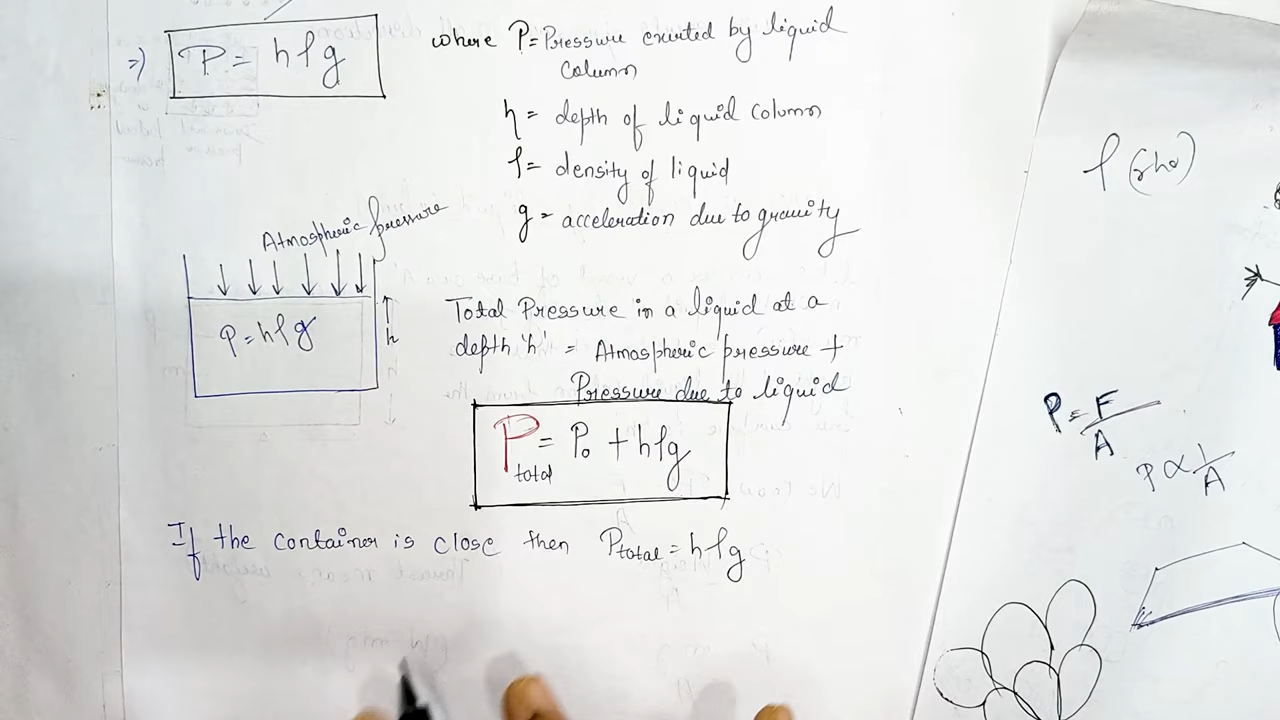 ⇒) P = hρg
where P = Pressure exerted by liquid
column
h = depth of liquid column
ρ = density of liquid
g = acceleration due to gravity
Atmospheric pressure
P = hρg
h
Total Pressure in a liquid at a
depth 'h' = Atmospheric pressure +
Pressure due to liquid
P total = P₀ + hρg
If the container is close then Ptotal = hρg
ρ (rho)
P = F/A
P ∝ 1/A